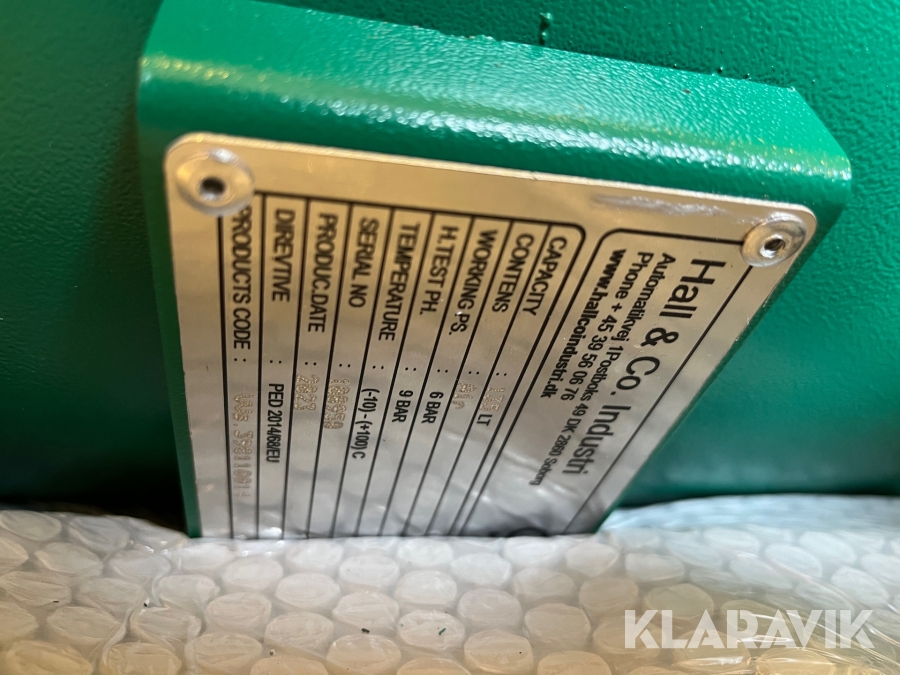 Hall & Co. Industri
Automatikvej 1 Postboks 49 DK 2860 Søborg
Phone + 45 39 56 06 76
www.hallcoindustri.dk
CAPACITY : LT
CONTENS :
WORKING PS. : 6 BAR
H.TEST PH. : 9 BAR
TEMPERATURE : (-10) - (+100) C
SERIAL NO :
PRODUC.DATE : 2023
DIREVTIVE : PED 2014/68/EU
PRODUCTS CODE :
KLARAVIK